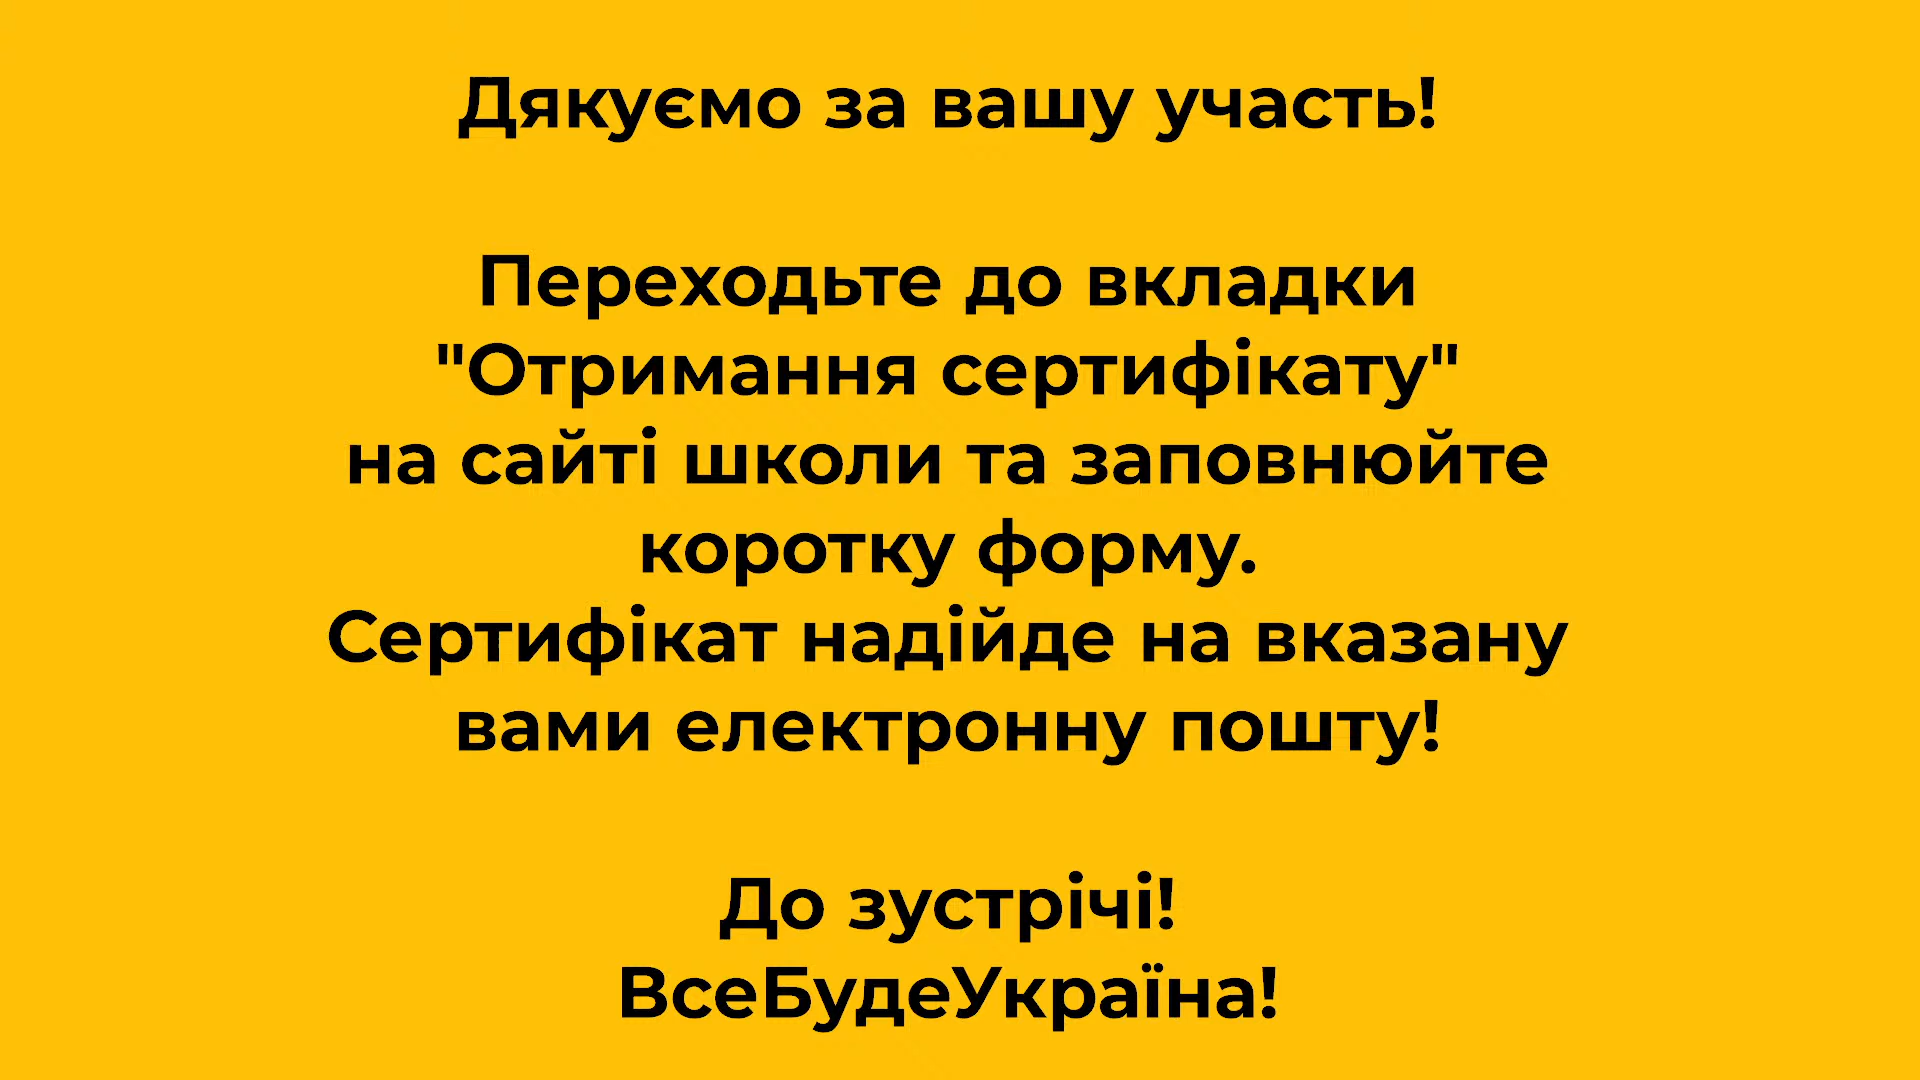 Дякуємо за вашу участь!
Переходьте до вкладки
"Отримання сертифікату"
на сайті школи та заповнюйте
коротку форму.
Сертифікат надійде на вказану
вами електронну пошту!
До зустрічі!
ВсеБудеУкраїна!